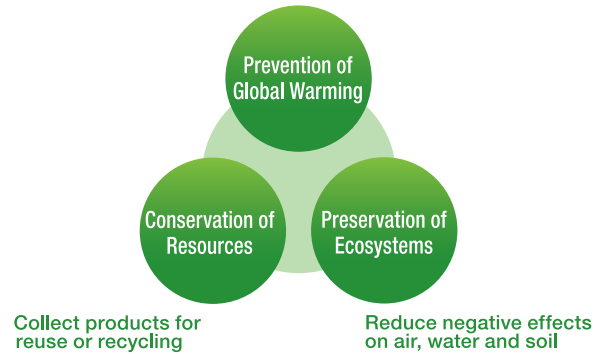 Prevention of
Global Warming
Conservation of
Resources
Preservation of
Ecosystems
Collect products for
reuse or recycling
Reduce negative effects
on air, water and soil